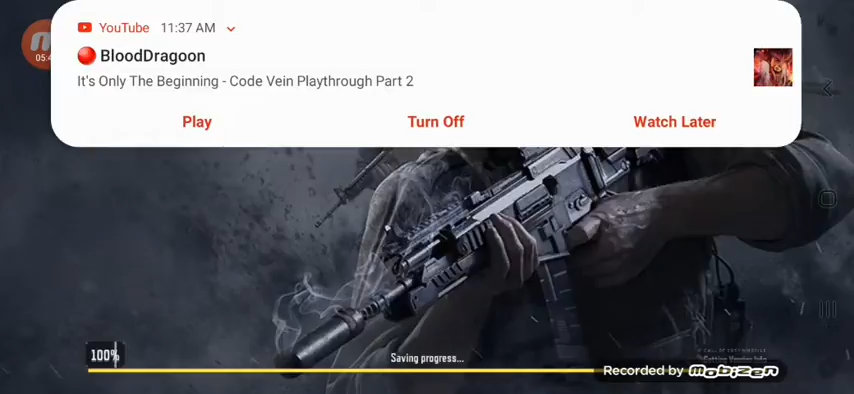 YouTube 11:37 AM
BloodDragoon
It's Only The Beginning - Code Vein Playthrough Part 2
Play Turn Off Watch Later
100%
Saving progress...
Recorded by mobizen